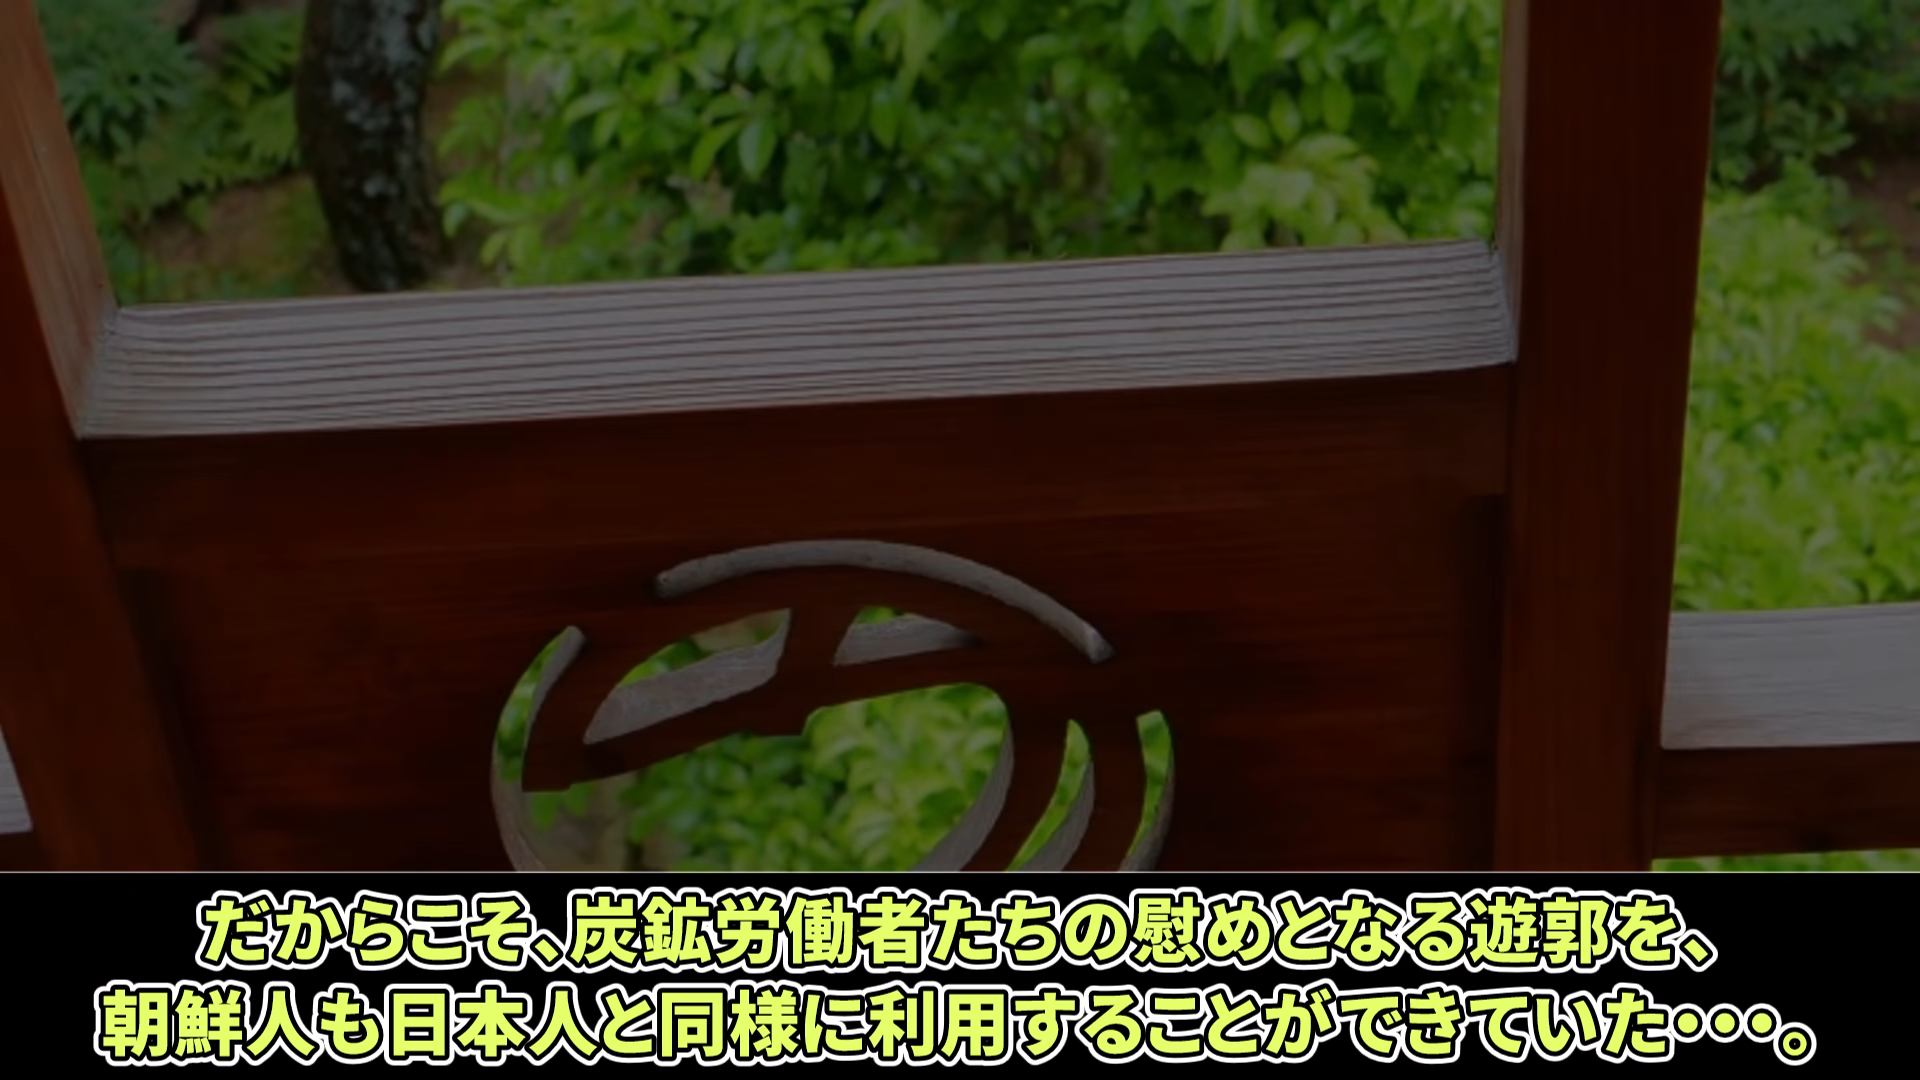 だからこそ、炭鉱労働者たちの慰めとなる遊郭を、
朝鮮人も日本人と同様に利用することができていた・・・。